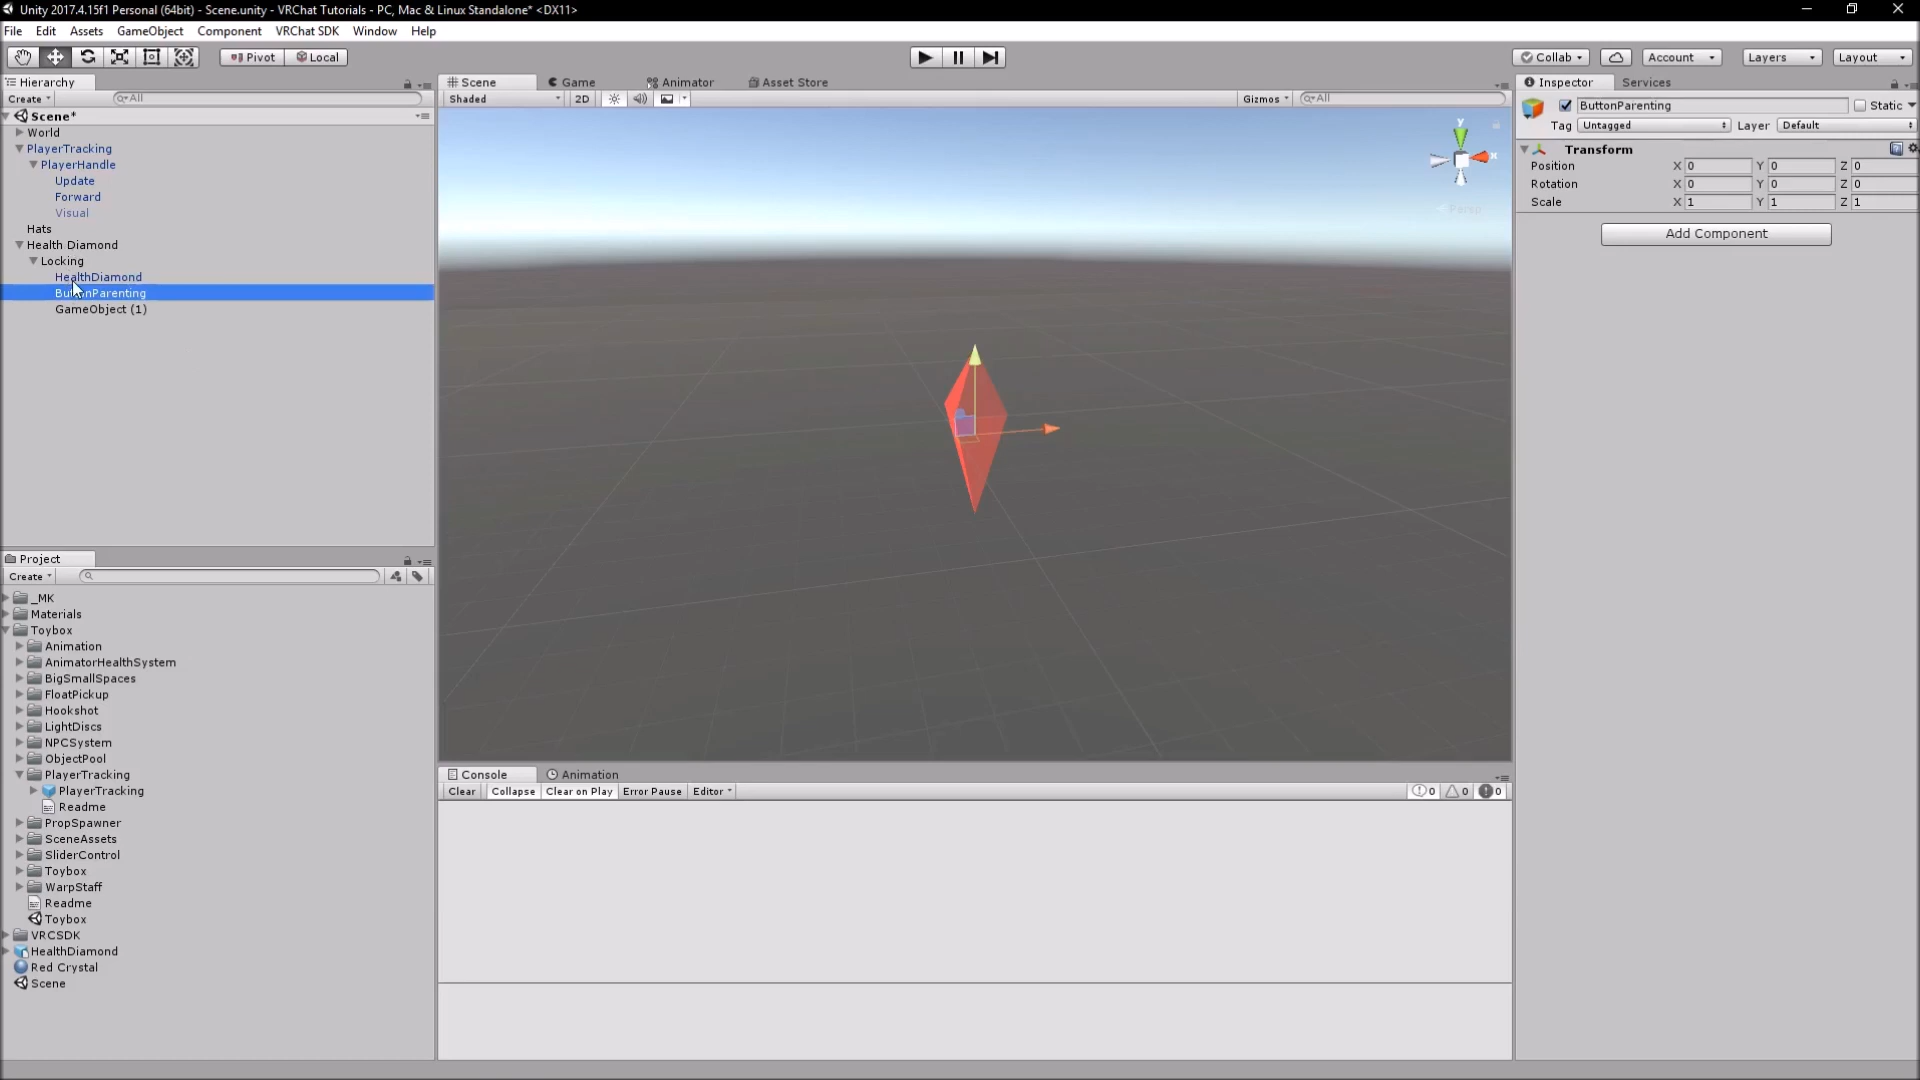 Unity 2017.4.15f1 Personal (64bit) - Scene.unity - VRChat Tutorials - PC, Mac & Linux Standalone* <DX11>
File Edit Assets GameObject Component VRChat SDK Window Help
Pivot Local Collab Account Layers Layout
Hierarchy
Create All
Scene*
World
PlayerTracking
PlayerHandle
Update
Forward
Visual
Hats
Health Diamond
Locking
HealthDiamond
ButtonParenting
GameObject (1)
Project
Create
_MK
Materials
Toybox
Animation
AnimatorHealthSystem
BigSmallSpaces
FloatPickup
Hookshot
LightDiscs
NPCSystem
ObjectPool
PlayerTracking
PlayerTracking
Readme
PropSpawner
SceneAssets
SliderControl
Toybox
WarpStaff
Readme
Toybox
VRCSDK
HealthDiamond
Red Crystal
Scene
Scene Game Animator Asset Store
Shaded 2D Gizmos All
y
x
Persp
Console Animation
Clear Collapse Clear on Play Error Pause Editor 0 0 0
Inspector Services
ButtonParenting Static
Tag Untagged Layer Default
Transform
Position X 0 Y 0 Z 0
Rotation X 0 Y 0 Z 0
Scale X 1 Y 1 Z 1
Add Component